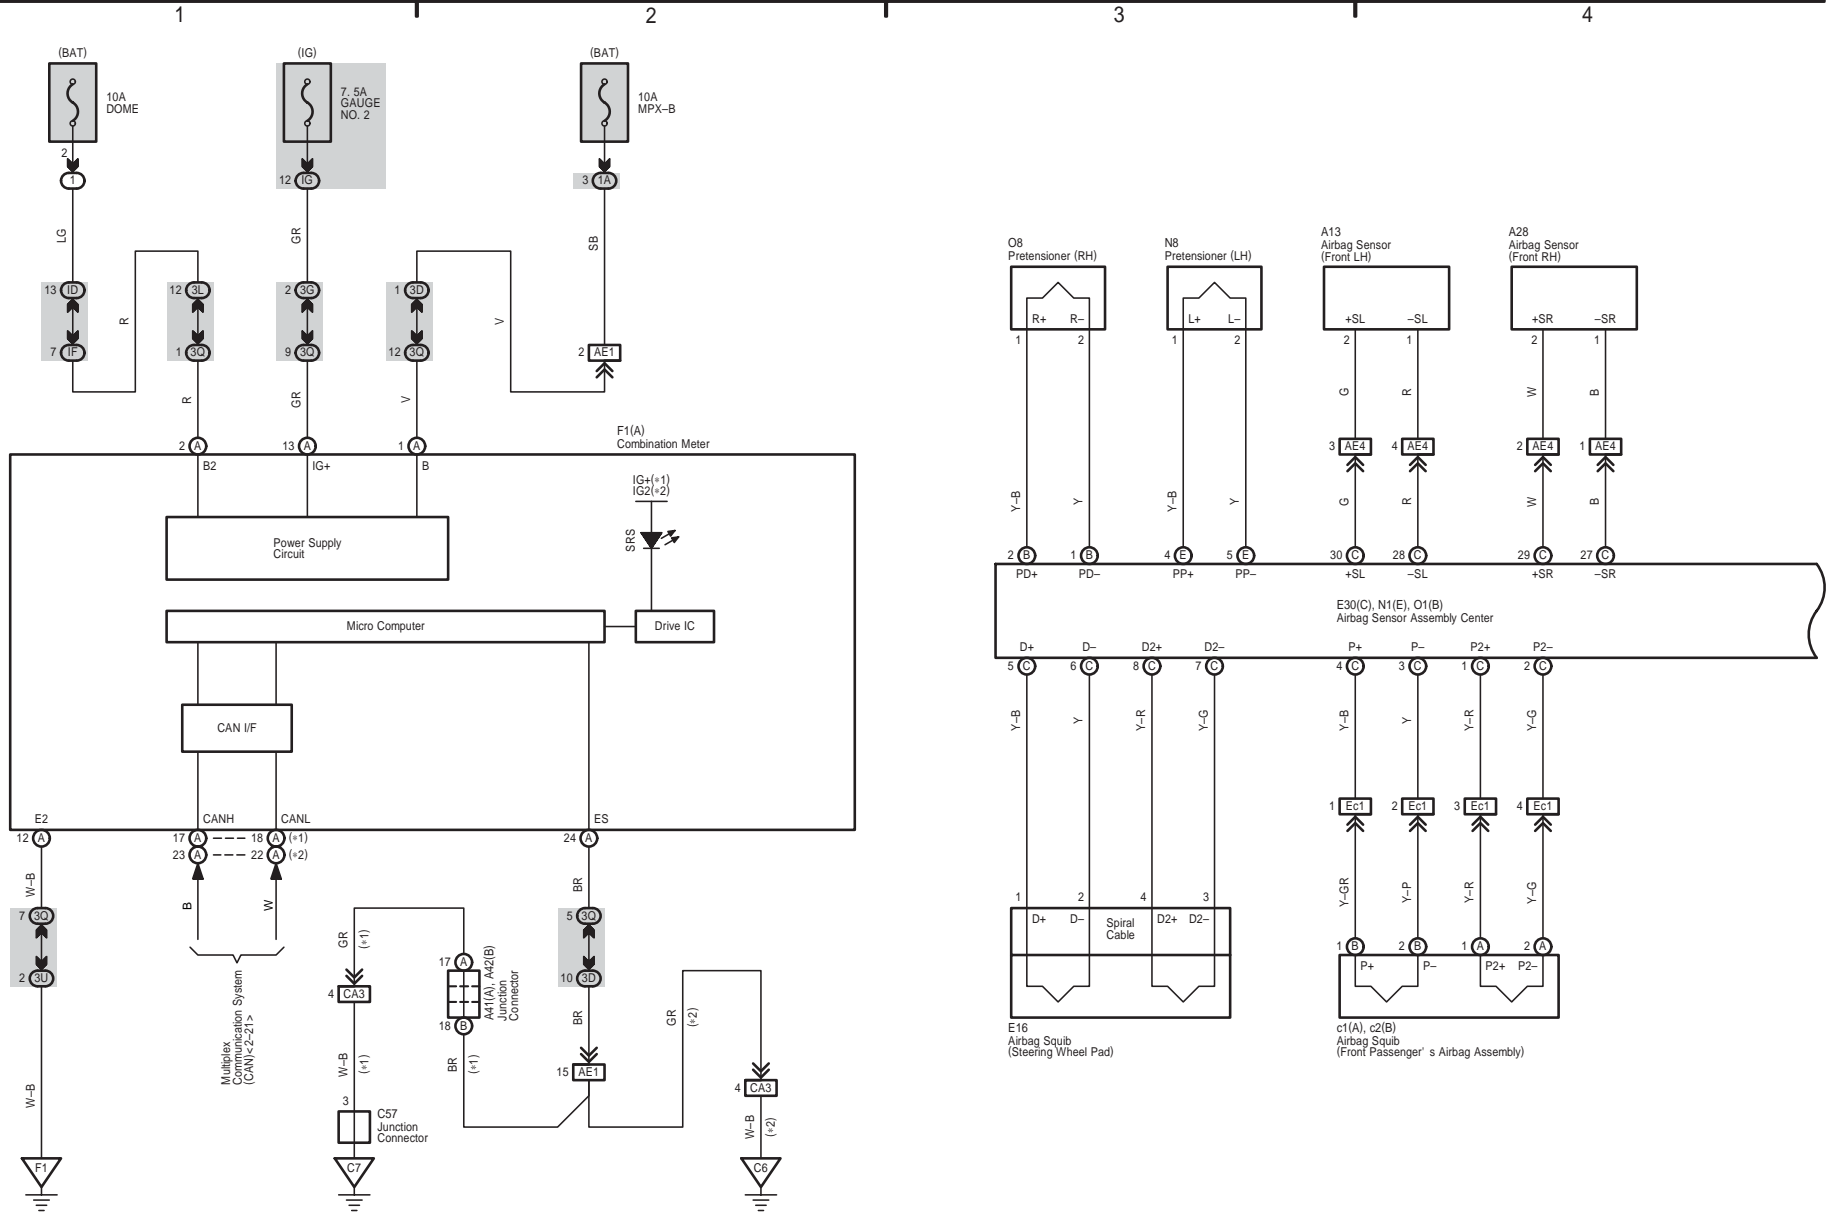 1 2 3 4
(BAT)
10A
DOME
2
1
LG
13 ID
7 IF
R
12 3L
1 3Q
R
2 A
B2
(IG)
7. 5A
GAUGE
NO. 2
12 IG
GR
2 3G
9 3Q
GR
13 A
IG+
(BAT)
10A
MPX–B
3 1A
SB
2 AE1
V
1 3D
12 3Q
V
1 A
B
F1(A)
Combination Meter
Power Supply
Circuit
IG+(∗1)
IG2(∗2)
SRS
Micro Computer
Drive IC
CAN I/F
E2
CANH
CANL
ES
12 A
17 A
18 A (∗1)
23 A
22 A (∗2)
24 A
W–B
7 3Q
2 3U
W–B
F1
B
W
Multiplex
Communication System
(CAN)<2–21>
GR
(∗1)
4 CA3
W–B
(∗1)
3
C57
Junction
Connector
C7
17 A
A41(A), A42(B)
Junction
Connector
18 B
BR
(∗1)
BR
5 3Q
10 3D
BR
15 AE1
GR
(∗2)
4 CA3
W–B
(∗2)
C6
O8
Pretensioner (RH)
R+ R–
1 2
Y–B
Y
2 B
1 B
PD+ PD–
N8
Pretensioner (LH)
L+ L–
1 2
Y–B
Y
4 E
5 E
PP+ PP–
A13
Airbag Sensor
(Front LH)
+SL –SL
2 1
G
R
3 AE4
4 AE4
G
R
30 C
28 C
+SL –SL
A28
Airbag Sensor
(Front RH)
+SR –SR
2 1
W
B
2 AE4
1 AE4
W
B
29 C
27 C
+SR –SR
E30(C), N1(E), O1(B)
Airbag Sensor Assembly Center
D+ D– D2+ D2–
5 C
6 C
8 C
7 C
Y–B
Y
Y–R
Y–G
1 2 4 3
D+ D– D2+ D2–
Spiral
Cable
E16
Airbag Squib
(Steering Wheel Pad)
P+ P– P2+ P2–
4 C
3 C
1 C
2 C
Y–B
Y
Y–R
Y–G
1 Ec1
2 Ec1
3 Ec1
4 Ec1
Y–GR
Y–P
Y–R
Y–G
1 B
2 B
1 A
2 A
P+ P– P2+ P2–
c1(A), c2(B)
Airbag Squib
(Front Passenger’ s Airbag Assembly)